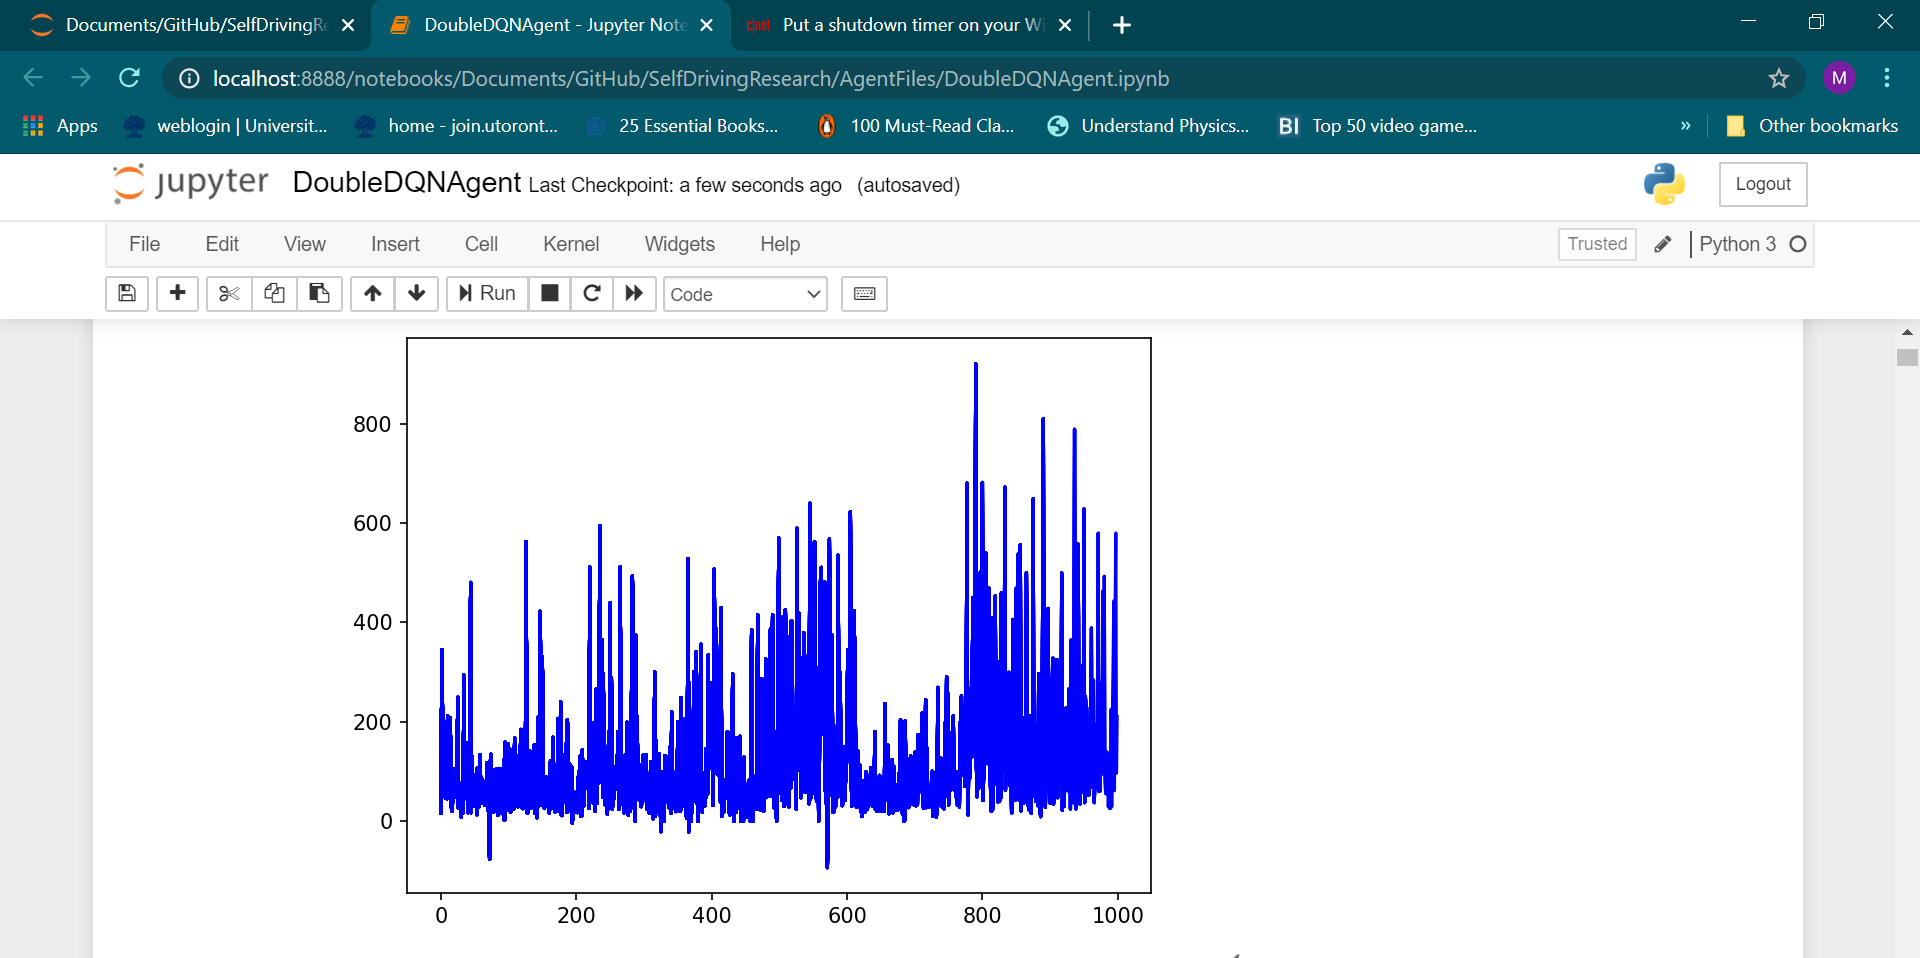 Documents/GitHub/SelfDrivingRe
DoubleDQNAgent - Jupyter Note
c|net Put a shutdown timer on your Wi
localhost:8888/notebooks/Documents/GitHub/SelfDrivingResearch/AgentFiles/DoubleDQNAgent.ipynb
M
Apps weblogin | Universit... home - join.utoront... 25 Essential Books... 100 Must-Read Cla... Understand Physics... BI Top 50 video game... » Other bookmarks
jupyter DoubleDQNAgent Last Checkpoint: a few seconds ago (autosaved) Logout
File Edit View Insert Cell Kernel Widgets Help Trusted Python 3
Run Code
800
600
400
200
0
0 200 400 600 800 1000